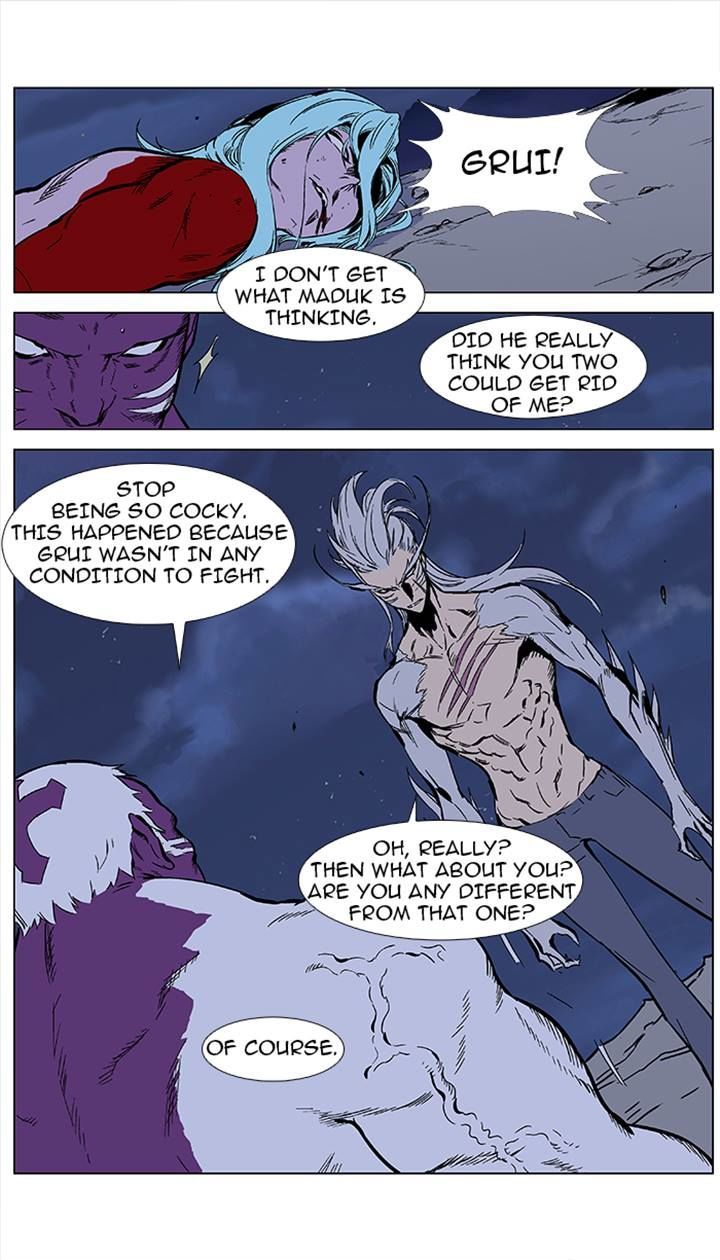 GRUI!
I DON'T GET
WHAT MADUK IS
THINKING.
DID HE REALLY
THINK YOU TWO
COULD GET RID
OF ME?
STOP
BEING SO COCKY.
THIS HAPPENED BECAUSE
GRUI WASN'T IN ANY
CONDITION TO FIGHT.
OH, REALLY?
THEN WHAT ABOUT YOU?
ARE YOU ANY DIFFERENT
FROM THAT ONE?
OF COURSE.